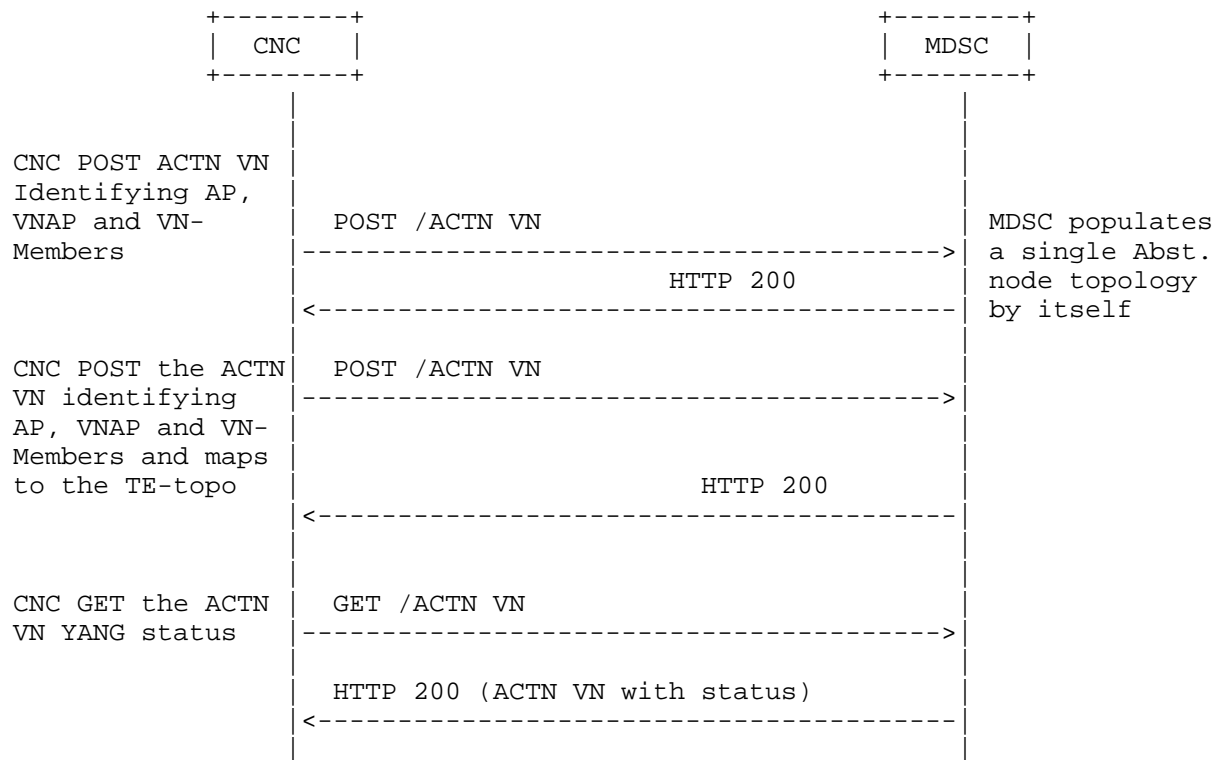 CNC MDSC
CNC POST ACTN VN
Identifying AP,
VNAP and VN- POST /ACTN VN MDSC populates
Members a single Abst.
HTTP 200 node topology
by itself
CNC POST the ACTN POST /ACTN VN
VN identifying
AP, VNAP and VN-
Members and maps
to the TE-topo HTTP 200
CNC GET the ACTN GET /ACTN VN
VN YANG status
HTTP 200 (ACTN VN with status)